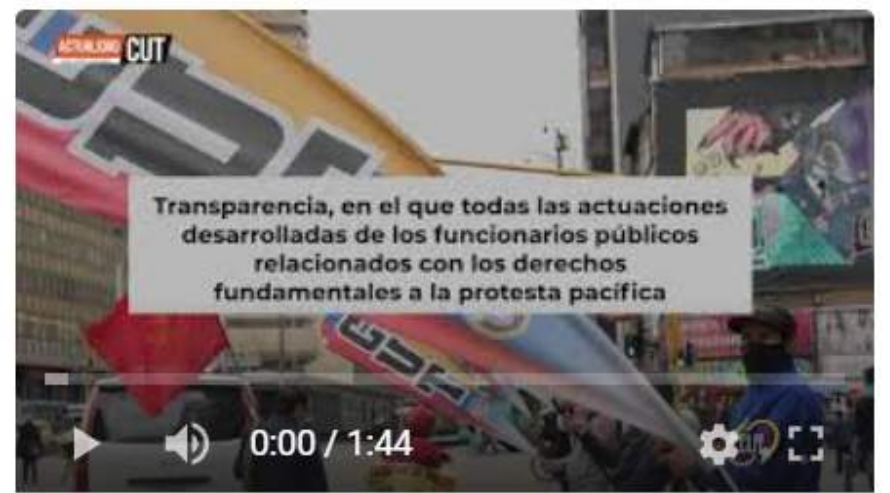 ACTUALIDAD CUT
Transparencia, en el que todas las actuaciones
desarrolladas de los funcionarios públicos
relacionados con los derechos
fundamentales a la protesta pacífica
CUT
0:00 / 1:44